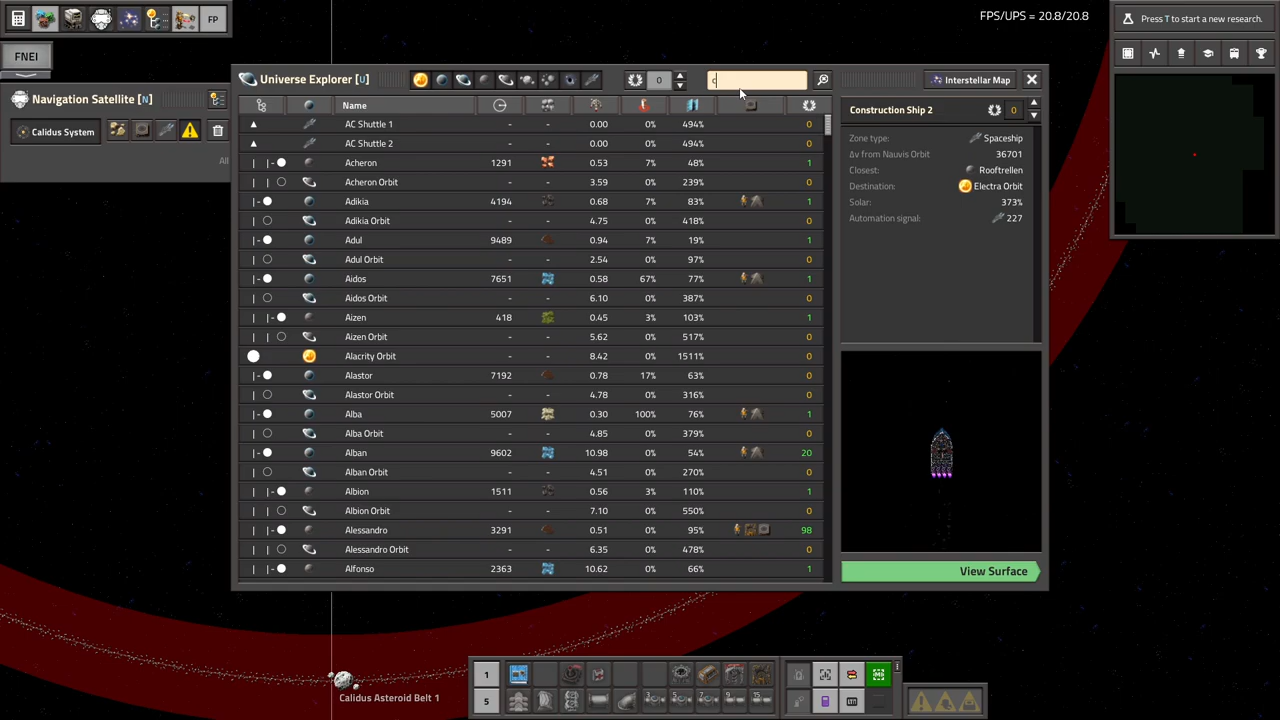 FPS/UPS = 20.8/20.8
Press T to start a new research.
FP
FNEI
Navigation Satellite [N]
Calidus System
All
Universe Explorer [U]
0
c
Interstellar Map
Name
AC Shuttle 1 - - 0.00 0% 494% 0
AC Shuttle 2 - - 0.00 0% 494% 0
Acheron 1291 0.53 7% 48% 1
Acheron Orbit - - 3.59 0% 239% 0
Adikia 4194 0.68 7% 83% 1
Adikia Orbit - - 4.75 0% 418% 0
Adul 9489 0.94 7% 19% 1
Adul Orbit - - 2.54 0% 97% 0
Aidos 7651 0.58 67% 77% 1
Aidos Orbit - - 6.10 0% 387% 0
Aizen 418 0.45 3% 103% 1
Aizen Orbit - - 5.62 0% 517% 0
Alacrity Orbit - - 8.42 0% 1511% 0
Alastor 7192 0.78 17% 63% 1
Alastor Orbit - - 4.78 0% 316% 0
Alba 5007 0.30 100% 76% 1
Alba Orbit - - 4.85 0% 379% 0
Alban 9602 10.98 0% 54% 20
Alban Orbit - - 4.51 0% 270% 0
Albion 1511 0.56 3% 110% 1
Albion Orbit - - 7.10 0% 550% 0
Alessandro 3291 0.51 0% 95% 98
Alessandro Orbit - - 6.35 0% 478% 0
Alfonso 2363 10.62 0% 66% 1
Construction Ship 2 0
Zone type: Spaceship
Δv from Nauvis Orbit 36701
Closest: Rooftrellen
Destination: Electra Orbit
Solar: 373%
Automation signal: 227
View Surface
Calidus Asteroid Belt 1
1
5